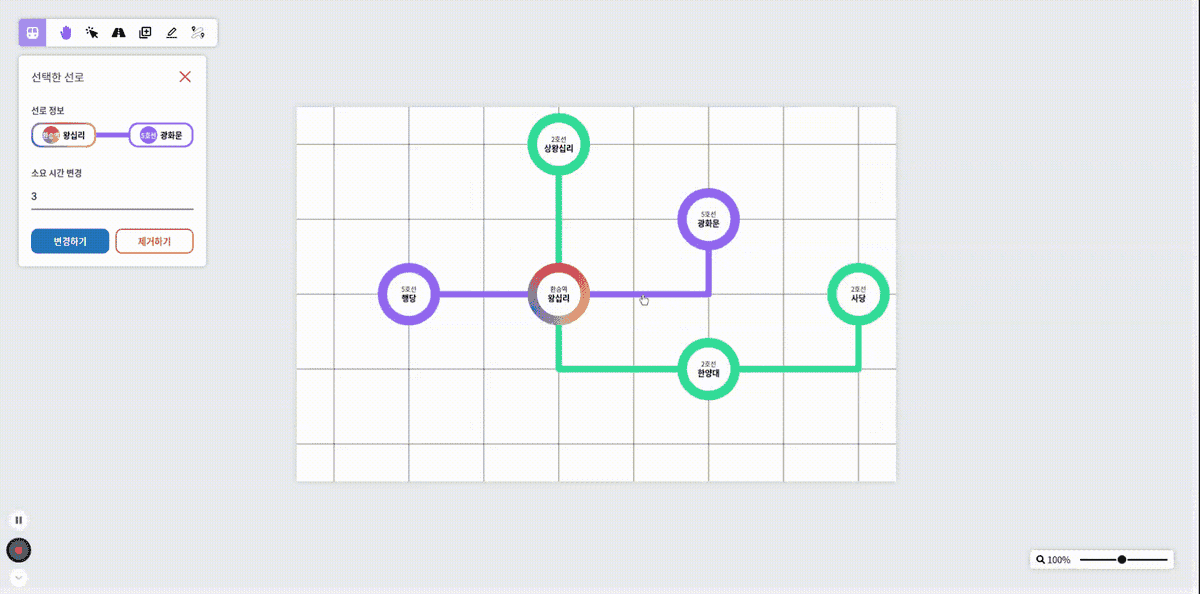 선택한 선로
선로 정보
환승역 왕십리
5호선 광화문
소요 시간 변경
3
변경하기
제거하기
2호선
상왕십리
5호선
광화문
5호선
행당
환승역
왕십리
2호선
사당
2호선
한양대
100%